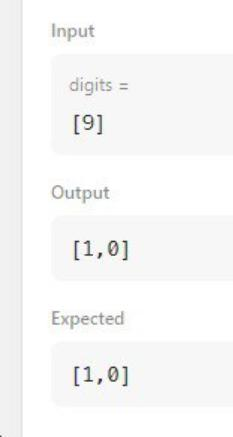 Input
digits =
[9]
Output
[1,0]
Expected
[1,0]